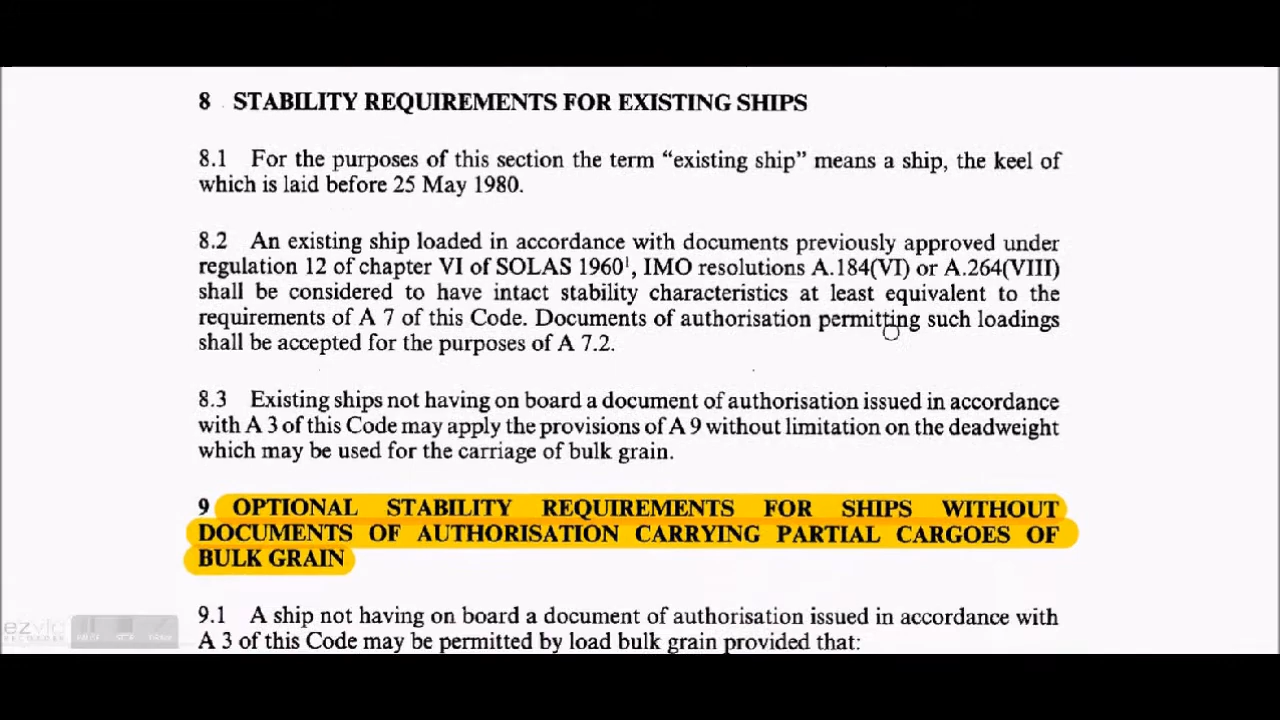 8 STABILITY REQUIREMENTS FOR EXISTING SHIPS
8.1 For the purposes of this section the term “existing ship” means a ship, the keel of
which is laid before 25 May 1980.
8.2 An existing ship loaded in accordance with documents previously approved under
regulation 12 of chapter VI of SOLAS 1960¹, IMO resolutions A.184(VI) or A.264(VIII)
shall be considered to have intact stability characteristics at least equivalent to the
requirements of A 7 of this Code. Documents of authorisation permitting such loadings
shall be accepted for the purposes of A 7.2.
8.3 Existing ships not having on board a document of authorisation issued in accordance
with A 3 of this Code may apply the provisions of A 9 without limitation on the deadweight
which may be used for the carriage of bulk grain.
9 OPTIONAL STABILITY REQUIREMENTS FOR SHIPS WITHOUT
DOCUMENTS OF AUTHORISATION CARRYING PARTIAL CARGOES OF
BULK GRAIN
9.1 A ship not having on board a document of authorisation issued in accordance with
A 3 of this Code may be permitted by load bulk grain provided that: